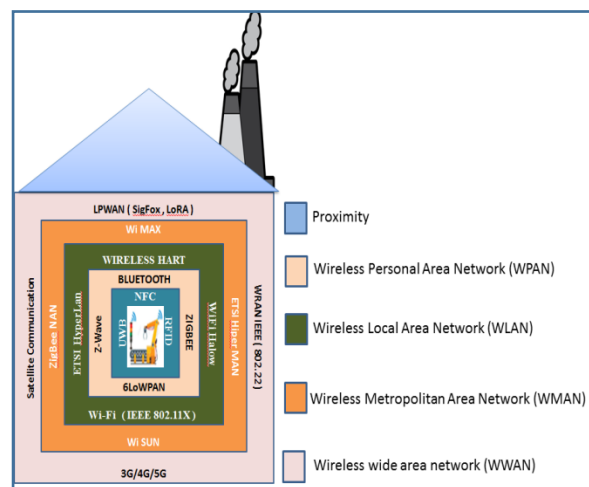 LPWAN ( SigFox , LoRA )
Wi MAX
WIRELESS HART
BLUETOOTH
NFC
Satellite Communication
ZigBee NAN
ETSI HyperLan
Z-Wave
UWB
RFID
ZIGBEE
WiFi Halow
ETSI Hiper MAN
WRAN IEEE ( 802.22)
6LoWPAN
Wi-Fi ( IEEE 802.11X )
Wi SUN
3G/4G/5G
Proximity
Wireless Personal Area Network (WPAN)
Wireless Local Area Network (WLAN)
Wireless Metropolitan Area Network (WMAN)
Wireless wide area network (WWAN)